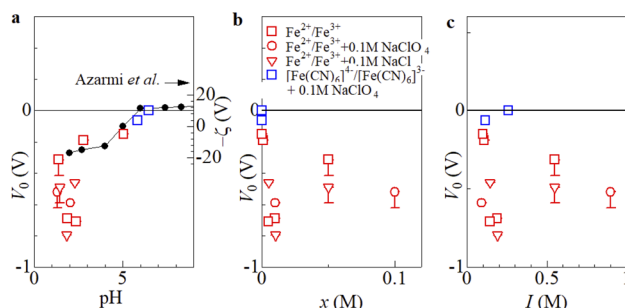 a
b
c
Azarmi et al.
Fe²⁺/Fe³⁺
Fe²⁺/Fe³⁺+0.1M NaClO₄
Fe²⁺/Fe³⁺+0.1M NaCl
[Fe(CN)₆]⁴⁻/[Fe(CN)₆]³⁻
+ 0.1M NaClO₄
0
-1
V₀ (V)
20
0
-20
-ζ (V)
0
5
pH
0
-1
V₀ (V)
0
0.1
x (M)
0
-1
V₀ (V)
0
0.5
I (M)